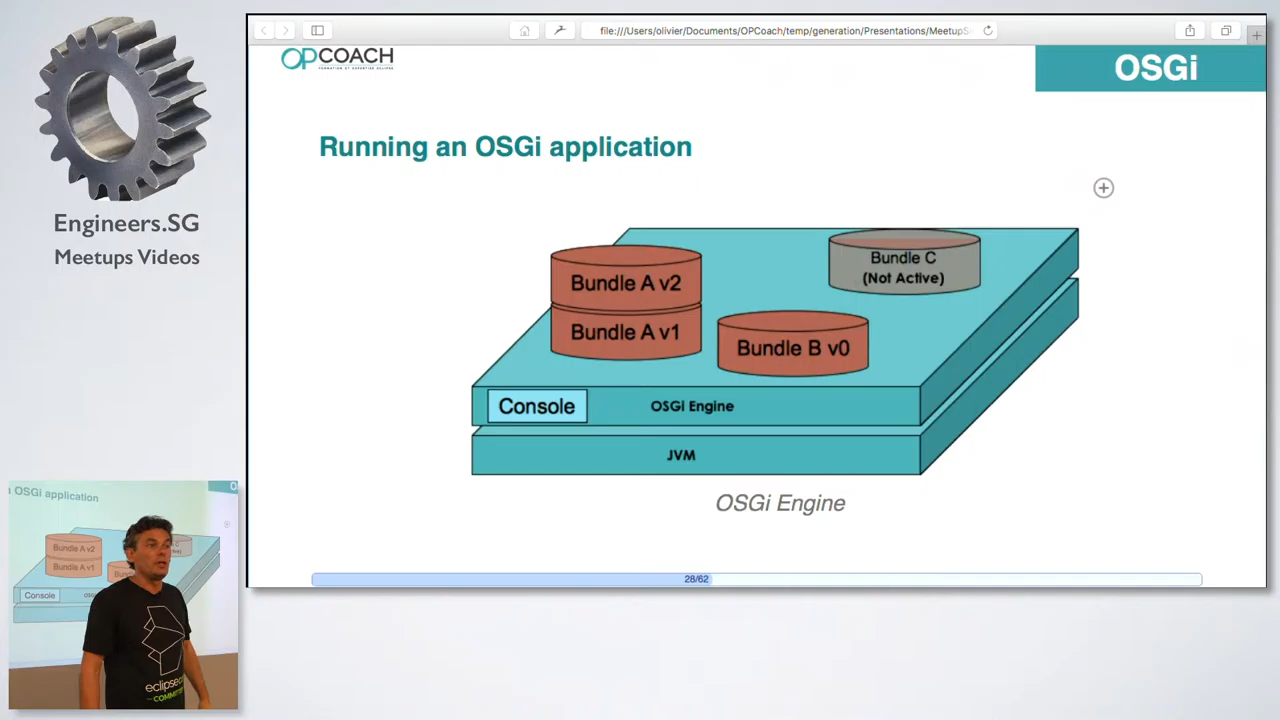 Engineers.SG
Meetups Videos
file:///Users/olivier/Documents/OPCoach/temp/generation/Presentations/MeetupS
OPCOACH
OSGi
Running an OSGi application
Bundle A v2
Bundle A v1
Bundle B v0
Bundle C
(Not Active)
Console
OSGi Engine
JVM
OSGi Engine
28/62
OSGi application
Bundle A v2
Bundle A v1
Console
eclipse
COMMITTER